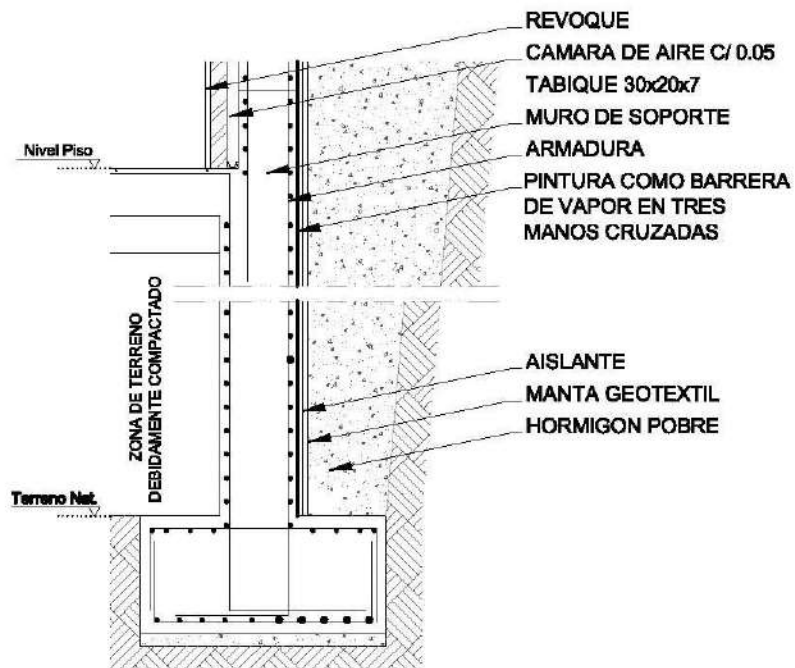 REVOQUE
CAMARA DE AIRE C/ 0.05
TABIQUE 30x20x7
MURO DE SOPORTE
ARMADURA
PINTURA COMO BARRERA
DE VAPOR EN TRES
MANOS CRUZADAS
Nivel Piso
ZONA DE TERRENO
DEBIDAMENTE COMPACTADO
AISLANTE
MANTA GEOTEXTIL
HORMIGON POBRE
Terreno Nat.